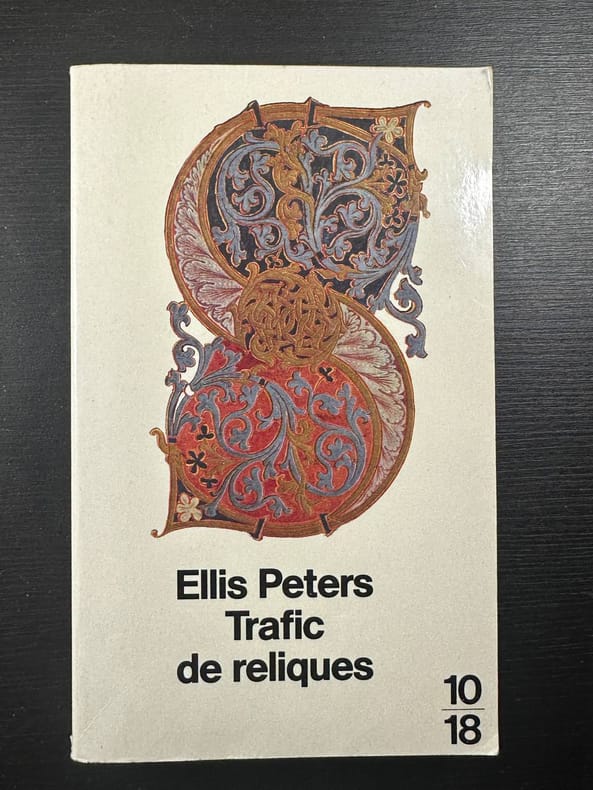 Ellis Peters
Trafic
de reliques
10
18